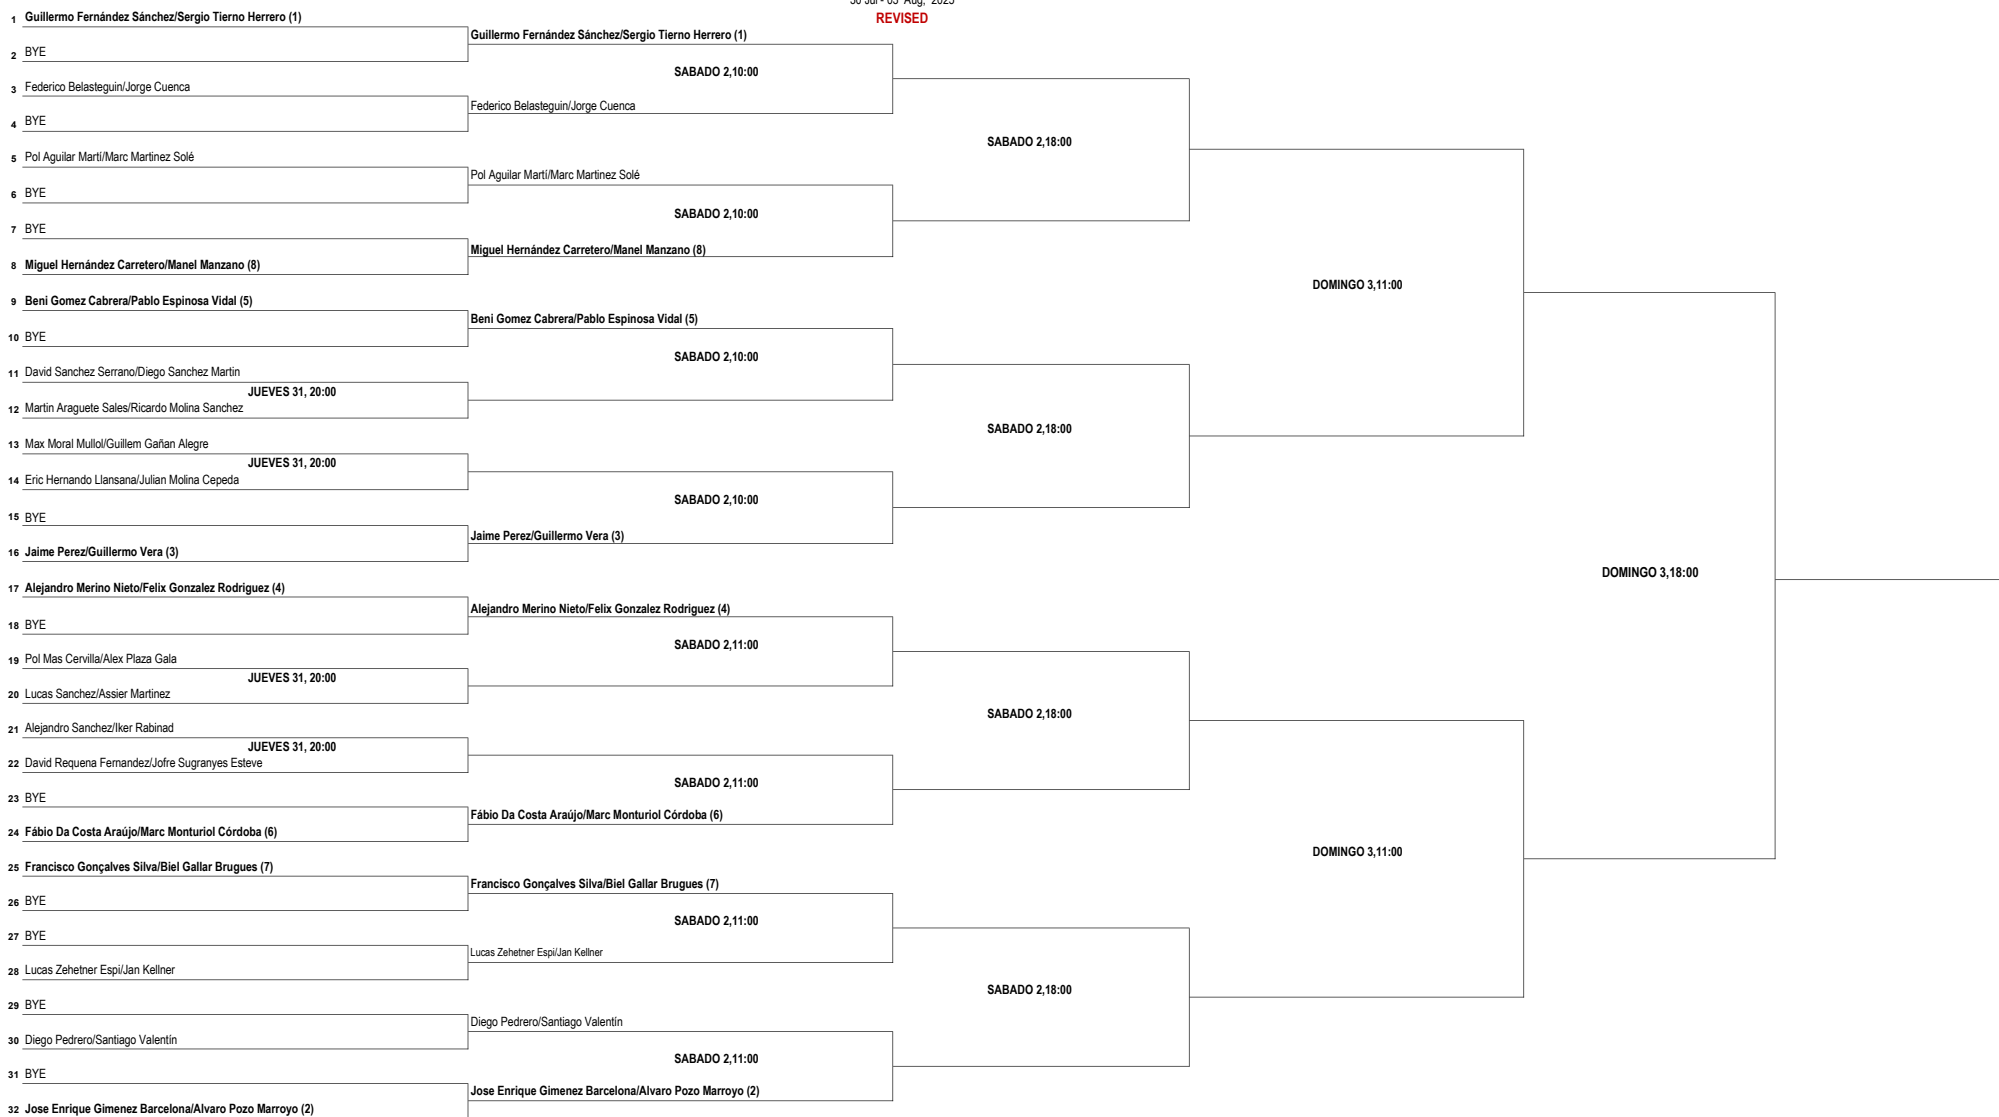 30 Jul - 03 Aug, 2025
REVISED
1 Guillermo Fernández Sánchez/Sergio Tierno Herrero (1)
Guillermo Fernández Sánchez/Sergio Tierno Herrero (1)
2 BYE
SABADO 2,10:00
3 Federico Belasteguin/Jorge Cuenca
Federico Belasteguin/Jorge Cuenca
4 BYE
SABADO 2,18:00
5 Pol Aguilar Martí/Marc Martinez Solé
Pol Aguilar Martí/Marc Martinez Solé
6 BYE
SABADO 2,10:00
7 BYE
Miguel Hernández Carretero/Manel Manzano (8)
8 Miguel Hernández Carretero/Manel Manzano (8)
DOMINGO 3,11:00
9 Beni Gomez Cabrera/Pablo Espinosa Vidal (5)
Beni Gomez Cabrera/Pablo Espinosa Vidal (5)
10 BYE
SABADO 2,10:00
11 David Sanchez Serrano/Diego Sanchez Martin
JUEVES 31, 20:00
12 Martin Araguete Sales/Ricardo Molina Sanchez
SABADO 2,18:00
13 Max Moral Mullol/Guillem Gañan Alegre
JUEVES 31, 20:00
14 Eric Hernando Llansana/Julian Molina Cepeda
SABADO 2,10:00
15 BYE
Jaime Perez/Guillermo Vera (3)
16 Jaime Perez/Guillermo Vera (3)
DOMINGO 3,18:00
17 Alejandro Merino Nieto/Felix Gonzalez Rodriguez (4)
Alejandro Merino Nieto/Felix Gonzalez Rodriguez (4)
18 BYE
SABADO 2,11:00
19 Pol Mas Cervilla/Alex Plaza Gala
JUEVES 31, 20:00
20 Lucas Sanchez/Assier Martinez
SABADO 2,18:00
21 Alejandro Sanchez/Iker Rabinad
JUEVES 31, 20:00
22 David Requena Fernandez/Jofre Sugranyes Esteve
SABADO 2,11:00
23 BYE
Fábio Da Costa Araújo/Marc Monturiol Córdoba (6)
24 Fábio Da Costa Araújo/Marc Monturiol Córdoba (6)
DOMINGO 3,11:00
25 Francisco Gonçalves Silva/Biel Gallar Brugues (7)
Francisco Gonçalves Silva/Biel Gallar Brugues (7)
26 BYE
SABADO 2,11:00
27 BYE
Lucas Zehetner Espi/Jan Kellner
28 Lucas Zehetner Espi/Jan Kellner
SABADO 2,18:00
29 BYE
Diego Pedrero/Santiago Valentín
30 Diego Pedrero/Santiago Valentín
SABADO 2,11:00
31 BYE
Jose Enrique Gimenez Barcelona/Alvaro Pozo Marroyo (2)
32 Jose Enrique Gimenez Barcelona/Alvaro Pozo Marroyo (2)